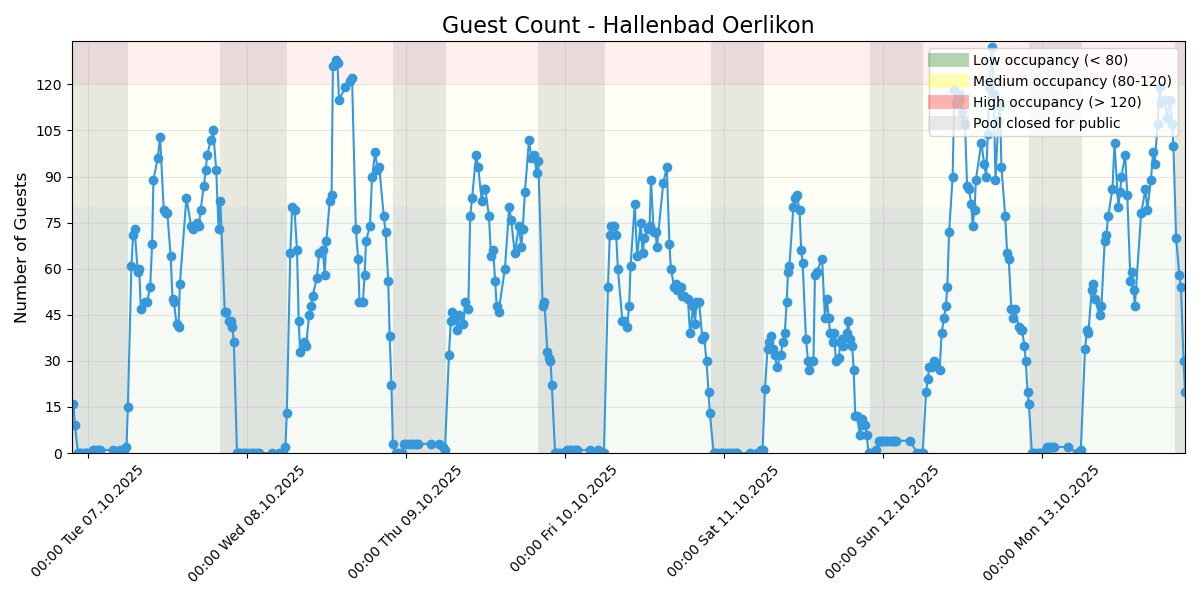 Guest Count - Hallenbad Oerlikon
Number of Guests
120
105
90
75
60
45
30
15
0
Low occupancy (< 80)
Medium occupancy (80-120)
High occupancy (> 120)
Pool closed for public
00:00 Tue 07.10.2025
00:00 Wed 08.10.2025
00:00 Thu 09.10.2025
00:00 Fri 10.10.2025
00:00 Sat 11.10.2025
00:00 Sun 12.10.2025
00:00 Mon 13.10.2025